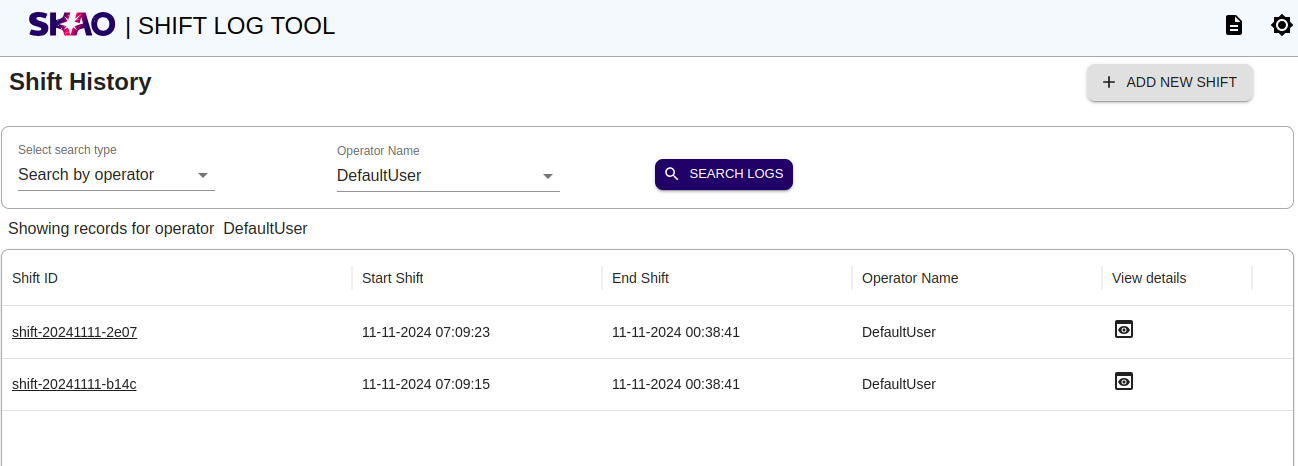 SKAO | SHIFT LOG TOOL
Shift History
ADD NEW SHIFT
Select search type
Operator Name
Search by operator
DefaultUser
SEARCH LOGS
Showing records for operator DefaultUser
Shift ID Start Shift End Shift Operator Name View details
shift-20241111-2e07 11-11-2024 07:09:23 11-11-2024 00:38:41 DefaultUser
shift-20241111-b14c 11-11-2024 07:09:15 11-11-2024 00:38:41 DefaultUser